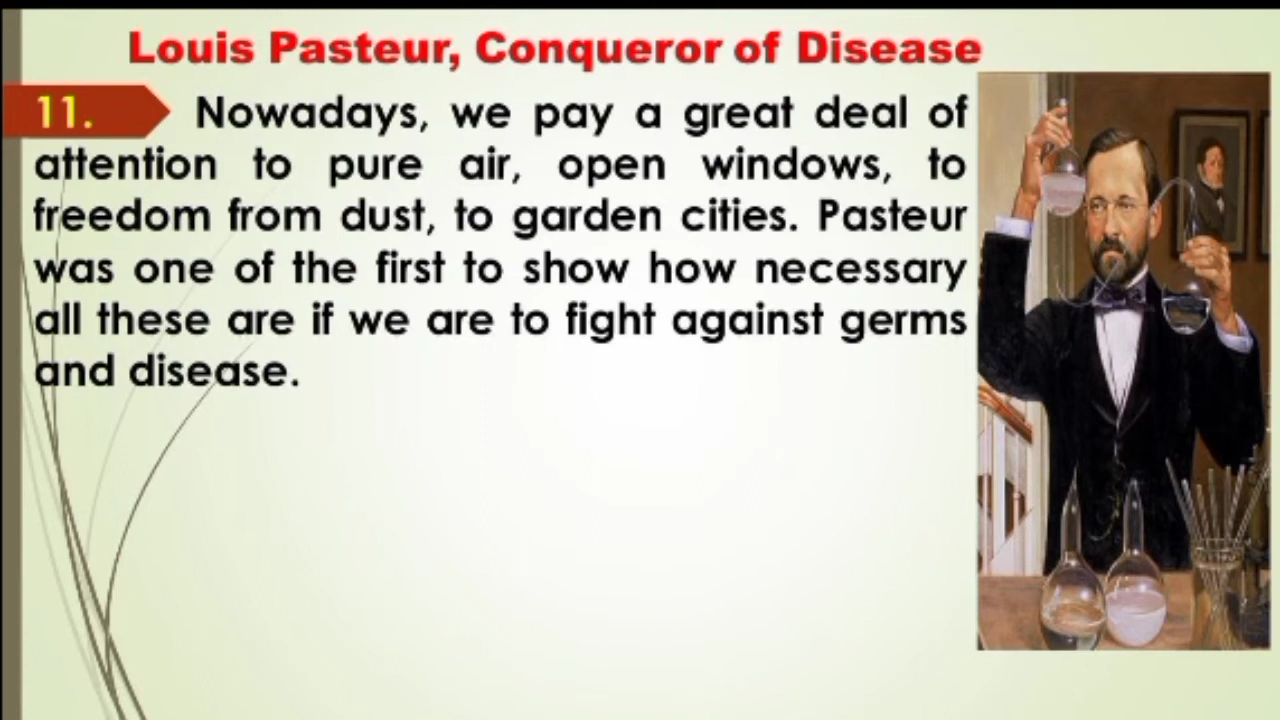 Louis Pasteur, Conqueror of Disease
11. Nowadays, we pay a great deal of
attention to pure air, open windows, to
freedom from dust, to garden cities. Pasteur
was one of the first to show how necessary
all these are if we are to fight against germs
and disease.